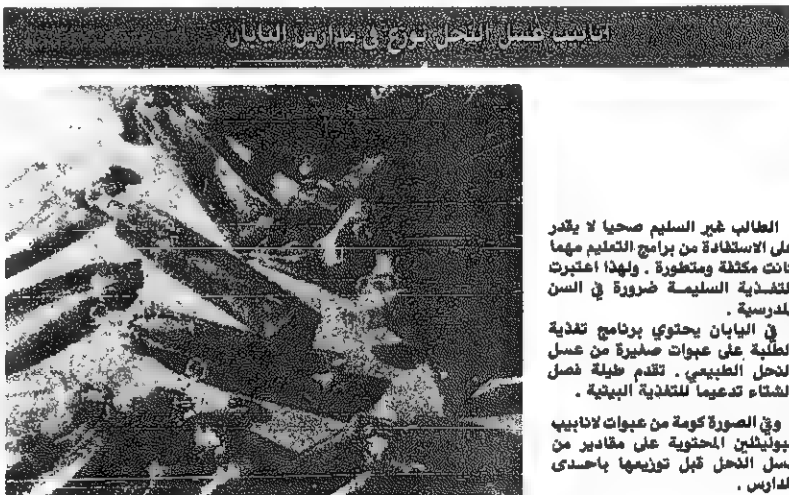 انابيب عسل النحل توزع في مدارس اليابان
الطالب غير السليم صحيا لا يقدر
على الاستفادة من برامج التعليم مهما
كانت مكثفة ومتطورة . ولهذا اعتبرت
التغذية السليمة ضرورة في السن
المدرسية .
في اليابان يحتوي برنامج تغذية
الطلبة على عبوات صغيرة من عسل
النحل الطبيعي . تقدم طيلة فصل
الشتاء تدعيما للتغذية البيتية .
وفي الصورة كومة من عبوات لانابيب
بوليثلين المحتوية على مقادير من
عسل النحل قبل توزيعها باحدى
المدارس .